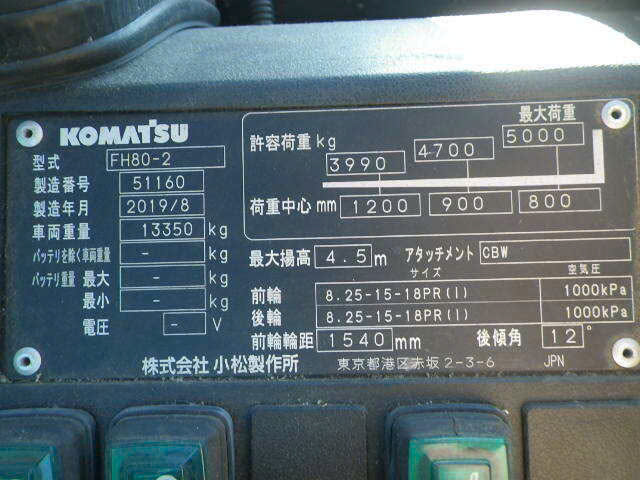 KOMATSU
型式 FH80-2
製造番号 51160
製造年月 2019/8
車両重量 13350 kg
バッテリを除く車両重量 - kg
バッテリ重量 最大 - kg
最小 - kg
電圧 - V
最大荷重
許容荷重 kg 3990 4700 5000
荷重中心 mm 1200 900 800
最大揚高 4.5 m アタッチメント CBW
サイズ 空気圧
前輪 8.25-15-18PR(I) 1000kPa
後輪 8.25-15-18PR(I) 1000kPa
前輪輪距 1540 mm 後傾角 12°
株式会社 小松製作所 東京都港区赤坂 2-3-6 JPN